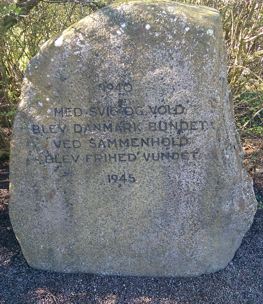 1940
MED SVIG OG VOLD
BLEV DANMARK BUNDET
VED SAMMENHOLD
BLEV FRIHED VUNDET
1945